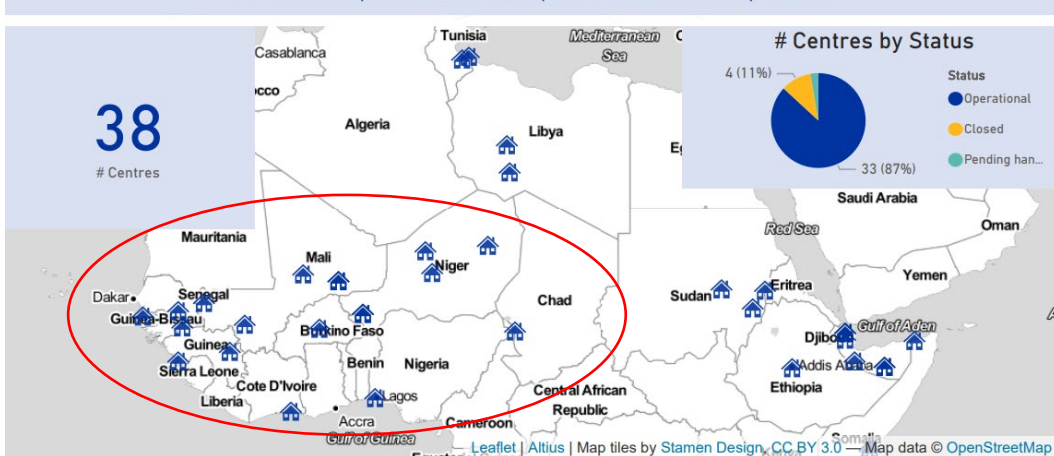 38
# Centres
# Centres by Status
4 (11%)
33 (87%)
Status
Operational
Closed
Pending han...
Casablanca
occo
Tunisia
Mediterranean
Sea
Algeria
Libya
Saudi Arabia
Red Sea
Oman
Mauritania
Mali
Niger
Chad
Sudan
Eritrea
Yemen
Dakar
Senegal
Guinea-Bissau
Burkino Faso
Gulf of Aden
Guinea
Sierra Leone
Benin
Nigeria
Addis Ababa
Ethiopia
Cote D'Ivoire
Liberia
Lagos
Central African
Republic
Accra
Gulf of Guinea
Cameroon
Leaflet | Altius | Map tiles by Stamen Design, CC BY 3.0 — Map data © OpenStreetMap